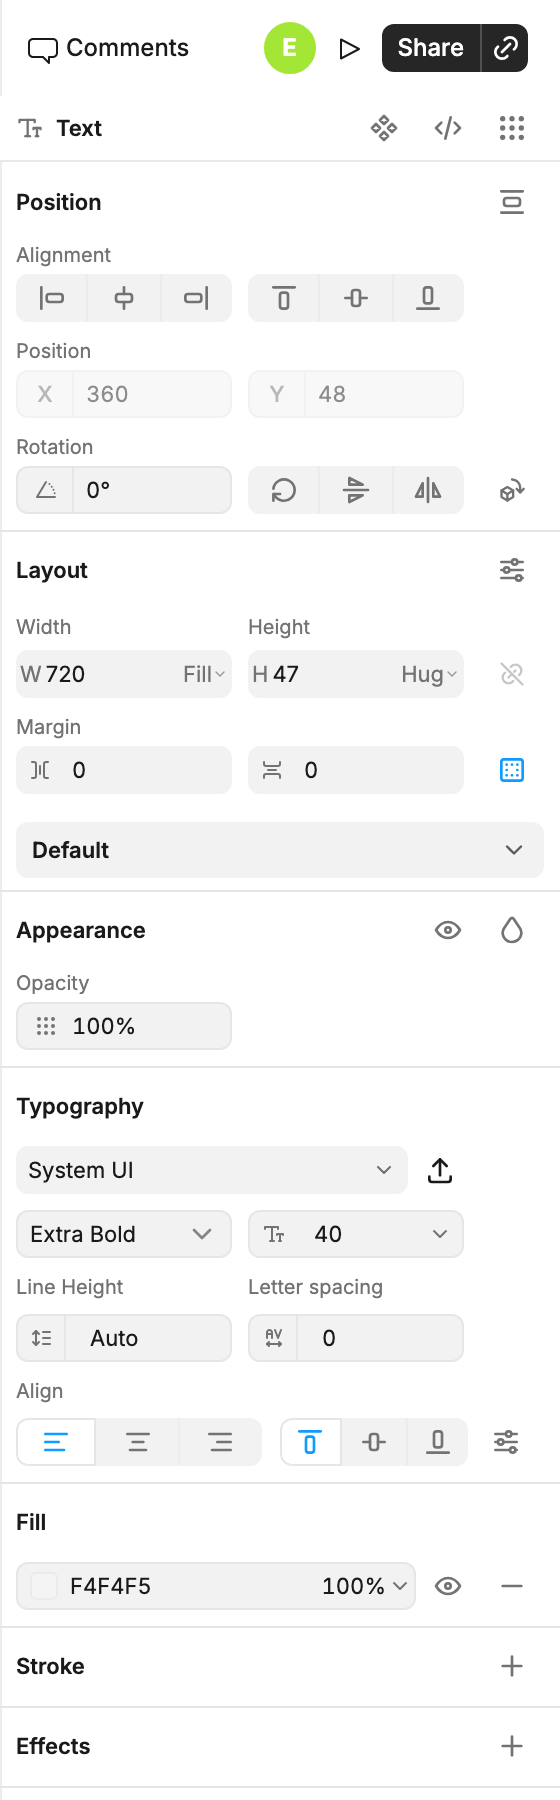 Comments
E
Share
Text
Position
Alignment
Position
X 360 Y 48
Rotation
0°
Layout
Width Height
W 720 Fill H 47 Hug
Margin
0 0
Default
Appearance
Opacity
100%
Typography
System UI
Extra Bold 40
Line Height Letter spacing
Auto AV 0
Align
Fill
F4F4F5 100%
Stroke
Effects